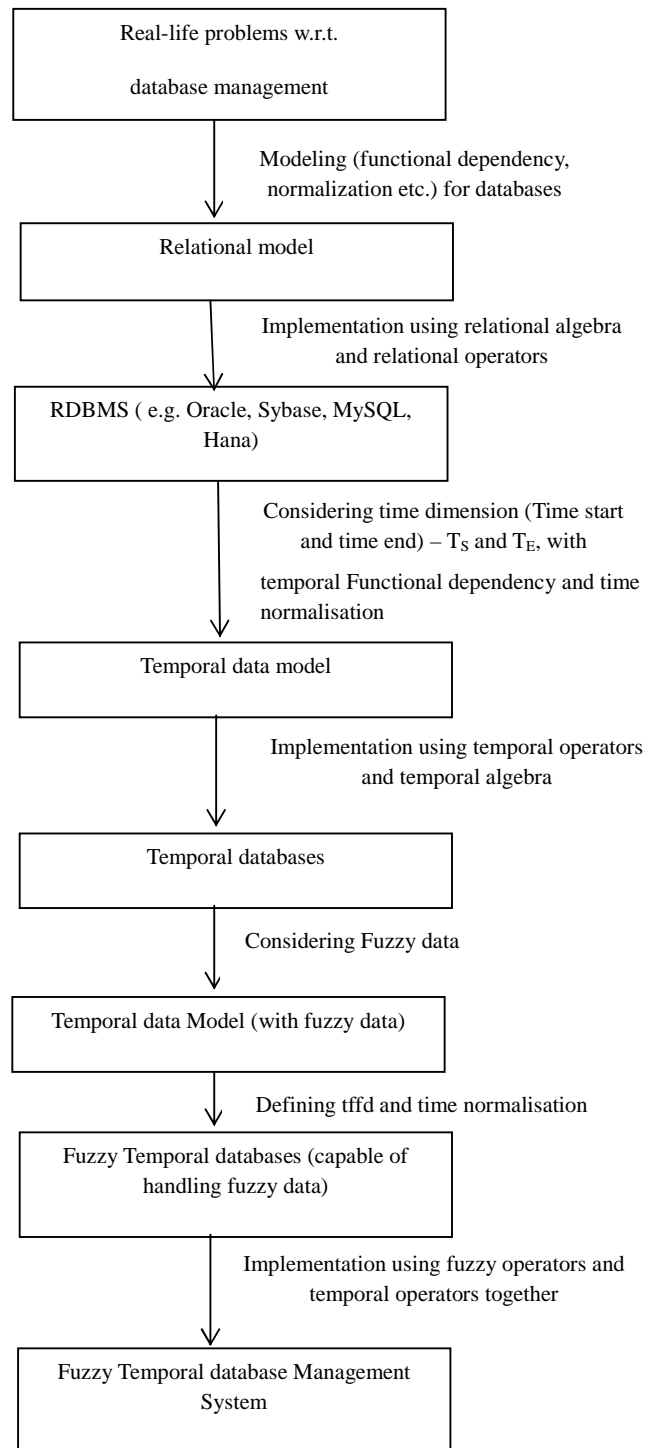 Real-life problems w.r.t.
database management
Modeling (functional dependency,
normalization etc.) for databases
Relational model
Implementation using relational algebra
and relational operators
RDBMS ( e.g. Oracle, Sybase, MySQL,
Hana)
Considering time dimension (Time start
and time end) – TS and TE, with
temporal Functional dependency and time
normalisation
Temporal data model
Implementation using temporal operators
and temporal algebra
Temporal databases
Considering Fuzzy data
Temporal data Model (with fuzzy data)
Defining tffd and time normalisation
Fuzzy Temporal databases (capable of
handling fuzzy data)
Implementation using fuzzy operators and
temporal operators together
Fuzzy Temporal database Management
System